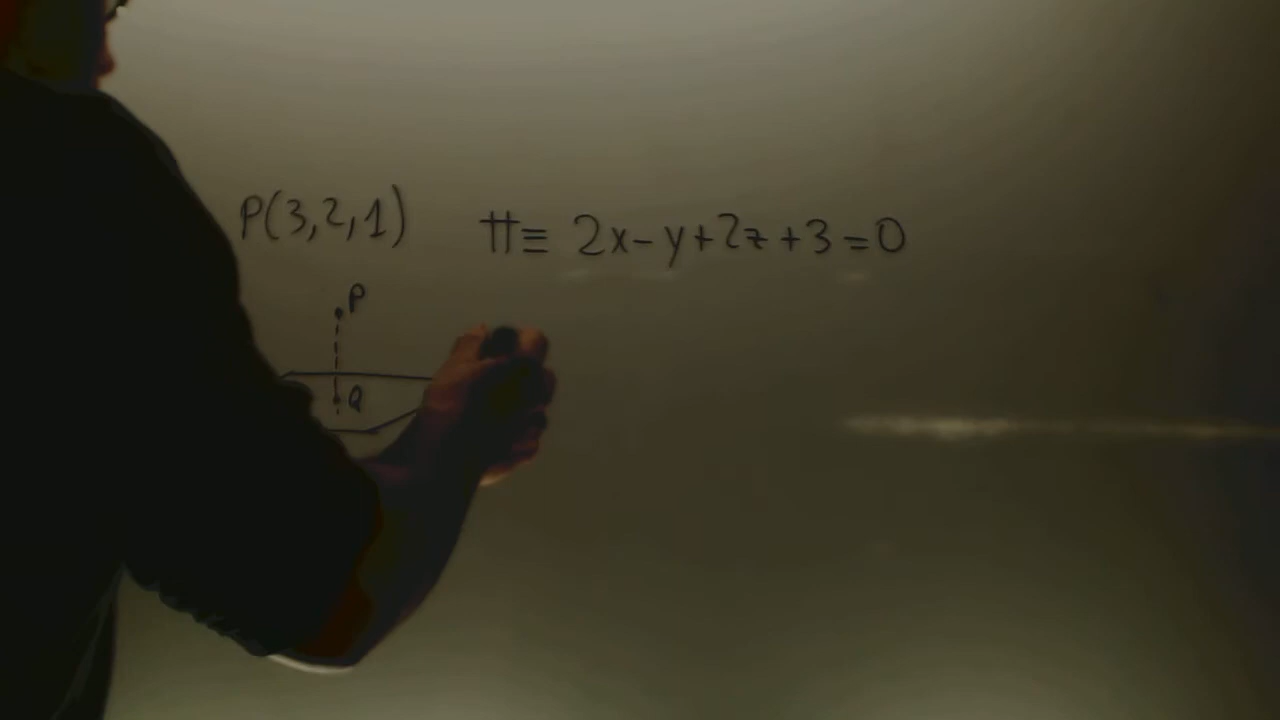 P(3,2,1)
π≡ 2x-y+2z+3=0
P
Q